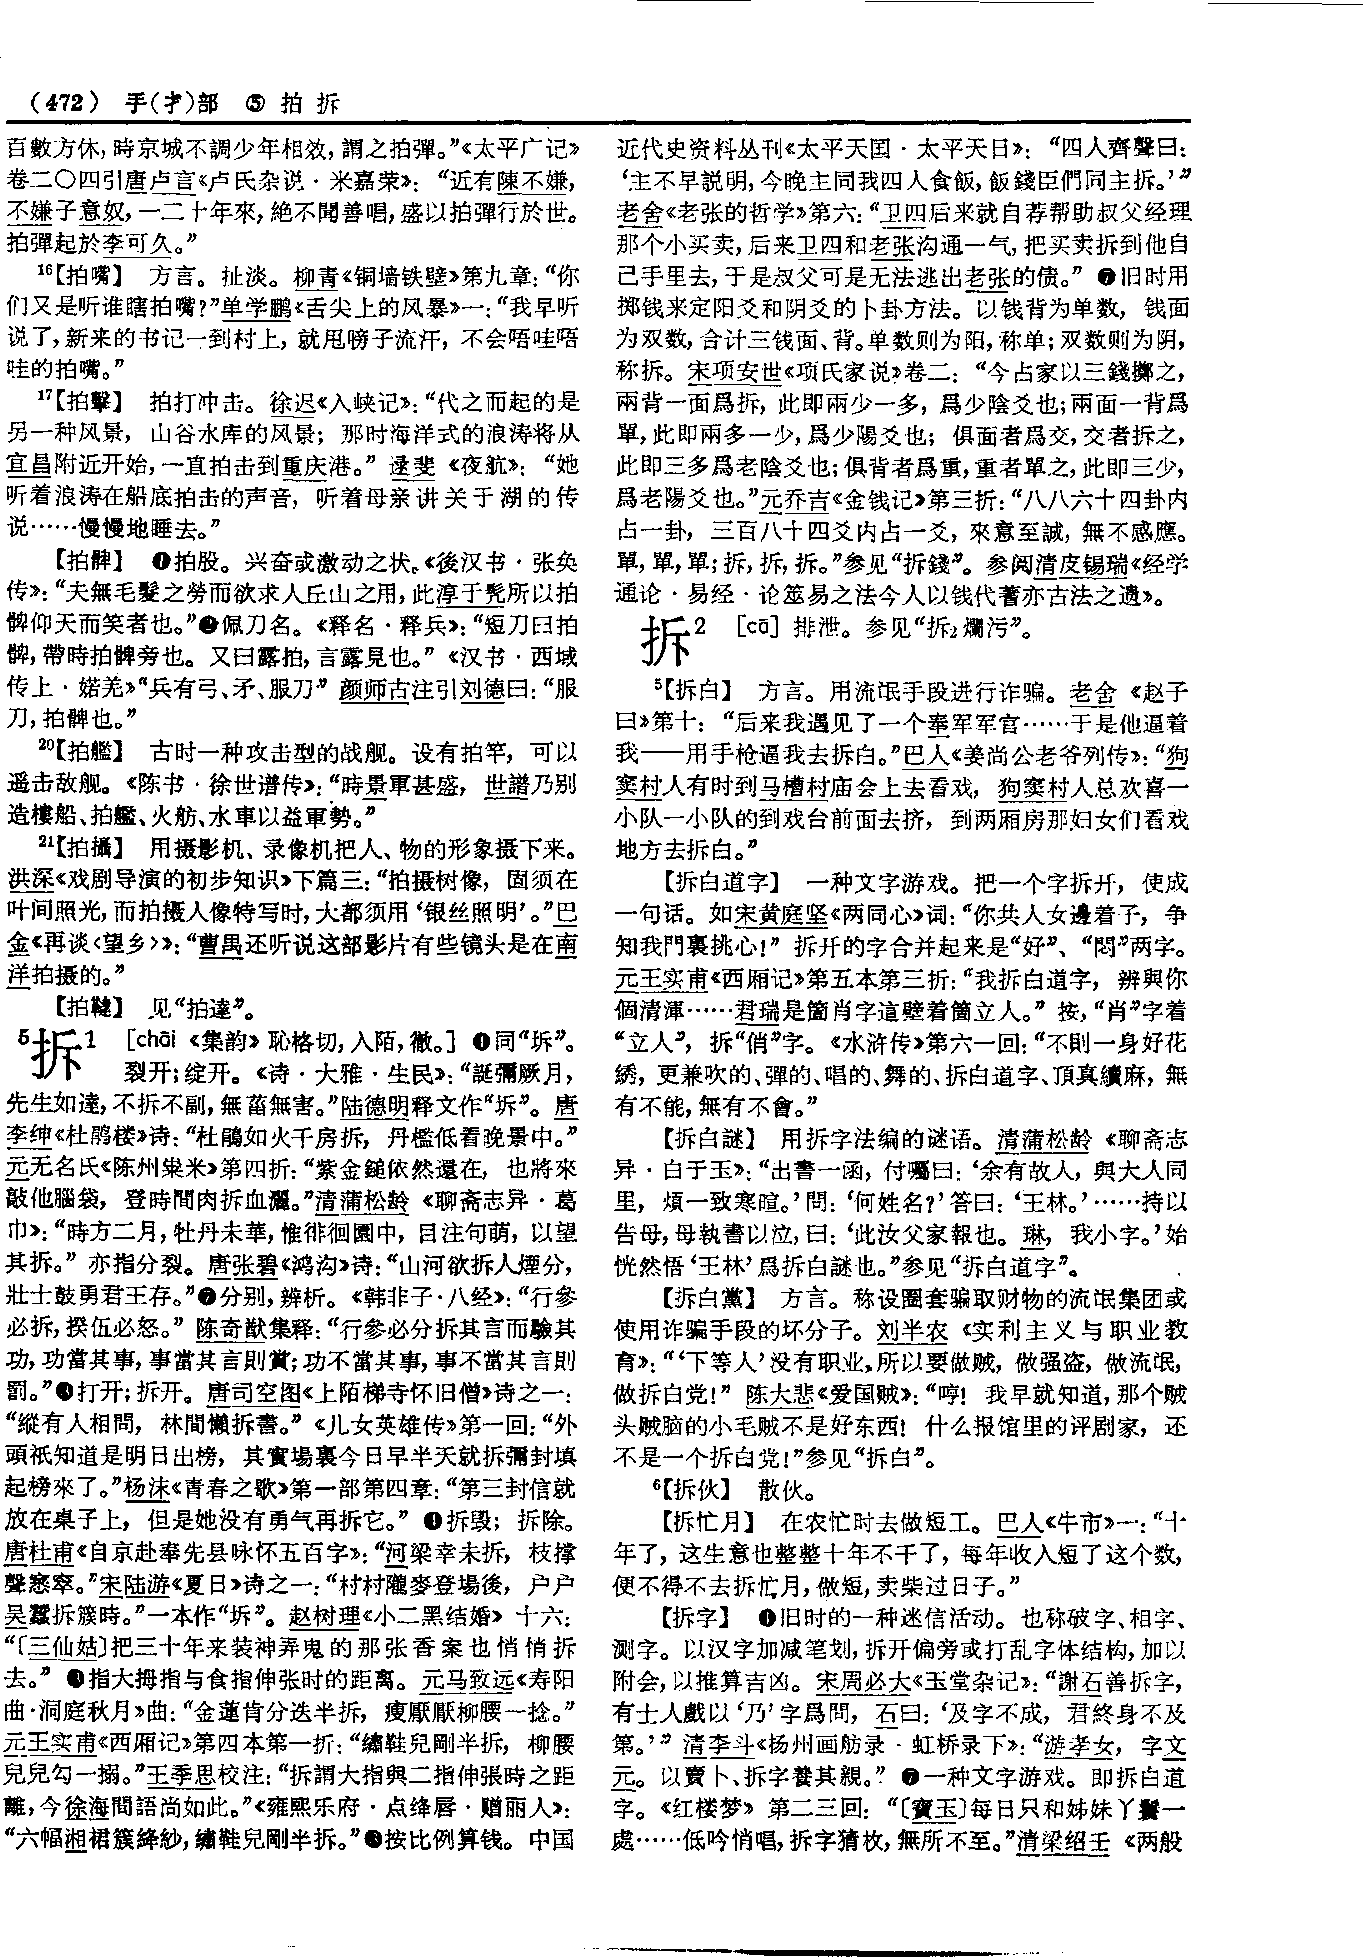 (472) 手(扌)部 ⑤ 拍 拆
百數方休,時京城不調少年相效,謂之拍彈。”《太平广记》
卷二〇四引唐卢言《卢氏杂说·米嘉荣》：“近有陳不嫌,
不嫌子意奴,一二十年來,絶不聞善唱,盛以拍彈行於世。
拍彈起於李可久。”
16【拍嘴】 方言。扯淡。柳青《铜墙铁壁》第九章：“你
们又是听谁瞎拍嘴?”单学鹏《舌尖上的风暴》一：“我早听
说了,新来的书记一到村上,就甩膀子流汗,不会唔哇唔
哇的拍嘴。”
17【拍擊】 拍打冲击。徐迟《入峡记》：“代之而起的是
另一种风景,山谷水库的风景；那时海洋式的浪涛将从
宜昌附近开始,一直拍击到重庆港。”逯斐《夜航》：“她
听着浪涛在船底拍击的声音,听着母亲讲关于湖的传
说……慢慢地睡去。”
【拍髀】 ❶拍股。兴奋或激动之状。《後汉书·张奂
传》：“夫無毛髮之勞而欲求人丘山之用,此淳于髡所以拍
髀仰天而笑者也。”❷佩刀名。《释名·释兵》：“短刀曰拍
髀,帶時拍髀旁也。又曰露拍,言露見也。”《汉书·西域
传上·婼羌》“兵有弓、矛、服刀”颜师古注引刘德曰：“服
刀,拍髀也。”
20【拍艦】 古时一种攻击型的战舰。设有拍竿,可以
遥击敌舰。《陈书·徐世谱传》：“時景軍甚盛,世譜乃别
造樓船、拍艦、火舫、水車以益軍勢。”
21【拍攝】 用摄影机、录像机把人、物的形象摄下来。
洪深《戏剧导演的初步知识》下篇三：“拍摄树像,固须在
叶间照光,而拍摄人像特写时,大都须用‘银丝照明’。”巴
金《再谈〈望乡〉》：“曹禺还听说这部影片有些镜头是在南
洋拍摄的。”
【拍韃】 见“拍達”。
5拆1 [chāi《集韵》恥格切,入陌,徹。] ❶同“坼”。
裂开；绽开。《诗·大雅·生民》：“誕彌厥月,
先生如達,不拆不副,無菑無害。”陆德明释文作“坼”。唐
李绅《杜鹃楼》诗：“杜鵑如火千房拆,丹檻低看晚景中。”
元无名氏《陈州粜米》第四折：“紫金鎚依然還在,也將來
敲他腦袋,登時間肉拆血灑。”清蒲松龄《聊斋志异·葛
巾》：“時方二月,牡丹未華,惟徘徊園中,目注句萌,以望
其拆。”亦指分裂。唐张碧《鸿沟》诗：“山河欲拆人煙分,
壯士鼓勇君王存。”❷分别,辨析。《韩非子·八经》：“行參
必拆,揆伍必怒。”陈奇猷集释：“行參必分拆其言而驗其
功,功當其事,事當其言則賞；功不當其事,事不當其言則
罰。”❸打开；拆开。唐司空图《上陌梯寺怀旧僧》诗之一：
“縱有人相問,林間懶拆書。”《儿女英雄传》第一回：“外
頭衹知道是明日出榜,其實場裏今日早半天就拆彌封填
起榜來了。”杨沫《青春之歌》第一部第四章：“第三封信就
放在桌子上,但是她没有勇气再拆它。”❹拆毁；拆除。
唐杜甫《自京赴奉先县咏怀五百字》：“河梁幸未拆,枝撑
聲窸窣。”宋陆游《夏日》诗之一：“村村隴麥登場後,户户
吴蠶拆簇時。”一本作“坼”。赵树理《小二黑结婚》十六：
“〔三仙姑〕把三十年来装神弄鬼的那张香案也悄悄拆
去。”❺指大拇指与食指伸张时的距离。元马致远《寿阳
曲·洞庭秋月》曲：“金蓮肯分迭半拆,瘦厭厭柳腰一捻。”
元王实甫《西厢记》第四本第一折：“繡鞋兒剛半拆,柳腰
兒兒勾一搦。”王季思校注：“拆謂大指與二指伸張時之距
離,今徐海間語尚如此。”《雍熙乐府·点绛唇·赠丽人》：
“六幅湘裙簇絳紗,繡鞋兒剛半拆。”❻按比例算钱。中国
近代史资料丛刊《太平天国·太平天日》：“四人齊聲曰：
‘主不早説明,今晚主同我四人食飯,飯錢臣們同主拆。’”
老舍《老张的哲学》第六：“卫四后来就自荐帮助叔父经理
那个小买卖,后来卫四和老张沟通一气,把买卖拆到他自
己手里去,于是叔父可是无法逃出老张的债。”❼旧时用
掷钱来定阳爻和阴爻的卜卦方法。以钱背为单数,钱面
为双数,合计三钱面、背。单数则为阳,称单；双数则为阴,
称拆。宋项安世《项氏家说》卷二：“今占家以三錢擲之,
兩背一面爲拆,此即兩少一多,爲少陰爻也；兩面一背爲
單,此即兩多一少,爲少陽爻也；俱面者爲交,交者拆之,
此即三多爲老陰爻也；俱背者爲重,重者單之,此即三少,
爲老陽爻也。”元乔吉《金钱记》第三折：“八八六十四卦内
占一卦,三百八十四爻内占一爻,來意至誠,無不感應。
單,單,單；拆,拆,拆。”参见“拆錢”。参阅清皮锡瑞《经学
通论·易经·论筮易之法今人以钱代蓍亦古法之遗》。
拆2 [cā] 排泄。参见“拆2爛污”。
5【拆白】 方言。用流氓手段进行诈骗。老舍《赵子
曰》第十：“后来我遇见了一个奉军军官……于是他逼着
我——用手枪逼我去拆白。”巴人《姜尚公老爷列传》：“狗
窦村人有时到马槽村庙会上去看戏,狗窦村人总欢喜一
小队一小队的到戏台前面去挤,到两厢房那妇女们看戏
地方去拆白。”
【拆白道字】 一种文字游戏。把一个字拆开,使成
一句话。如宋黄庭坚《两同心》词：“你共人女邊着子,争
知我門裏挑心!”拆开的字合并起来是“好”、“悶”两字。
元王实甫《西厢记》第五本第三折：“我拆白道字,辨與你
個清渾……君瑞是箇肖字這壁着箇立人。”按,“肖”字着
“立人”,拆“俏”字。《水浒传》第六一回：“不則一身好花
綉,更兼吹的、彈的、唱的、舞的、拆白道字、頂真續麻,無
有不能,無有不會。”
【拆白謎】 用拆字法编的谜语。清蒲松龄《聊斋志
异·白于玉》：“出書一函,付囑曰：‘余有故人,與大人同
里,煩一致寒暄。’問：‘何姓名?’答曰：‘王林。’……持以
告母,母執書以泣,曰：‘此汝父家報也。琳,我小字。’始
恍然悟‘王林’爲拆白謎也。”参见“拆白道字”。
【拆白黨】 方言。称设圈套骗取财物的流氓集团或
使用诈骗手段的坏分子。刘半农《实利主义与职业教
育》：“‘下等人’没有职业,所以要做贼,做强盗,做流氓,
做拆白党!”陈大悲《爱国贼》：“哼!我早就知道,那个贼
头贼脑的小毛贼不是好东西!什么报馆里的评剧家,还
不是一个拆白党!”参见“拆白”。
6【拆伙】 散伙。
【拆忙月】 在农忙时去做短工。巴人《牛市》一：“十
年了,这生意也整整十年不干了,每年收入短了这个数,
便不得不去拆忙月,做短,卖柴过日子。”
【拆字】 ❶旧时的一种迷信活动。也称破字、相字、
测字。以汉字加减笔划,拆开偏旁或打乱字体结构,加以
附会,以推算吉凶。宋周必大《玉堂杂记》：“謝石善拆字,
有士人戲以‘乃’字爲問,石曰：‘及字不成,君終身不及
第。’”清李斗《扬州画舫录·虹桥录下》：“游孝女,字文
元。以賣卜、拆字養其親。”❷一种文字游戏。即拆白道
字。《红楼梦》第二三回：“〔寶玉〕每日只和姊妹丫鬟一
處……低吟悄唱,拆字猜枚,無所不至。”清梁绍壬《两般